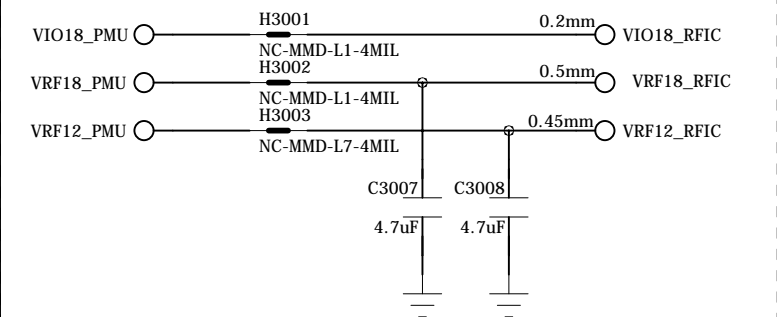 H3001
0.2mm
VIO18_PMU
VIO18_RFIC
NC-MMD-L1-4MIL
H3002
0.5mm
VRF18_PMU
VRF18_RFIC
NC-MMD-L1-4MIL
H3003
0.45mm
VRF12_PMU
VRF12_RFIC
NC-MMD-L7-4MIL
C3007
C3008
4.7uF
4.7uF